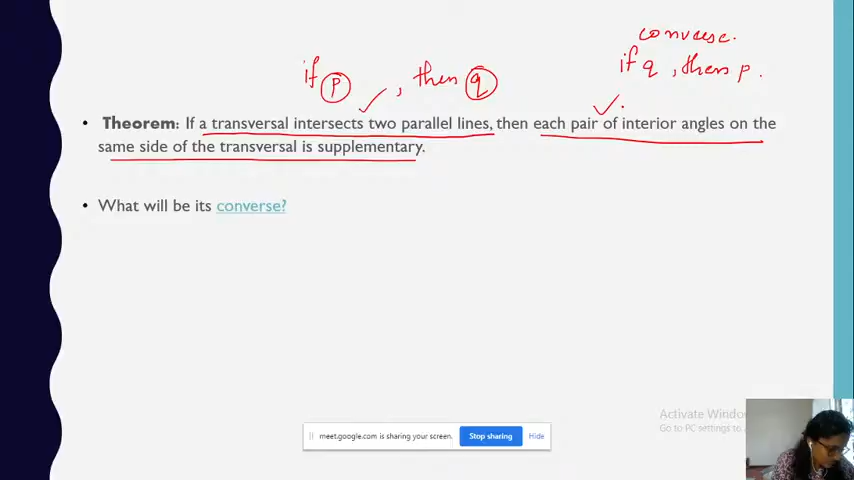 converse.
if p, then q
if q, then p.
• Theorem: If a transversal intersects two parallel lines, then each pair of interior angles on the
same side of the transversal is supplementary.
• What will be its converse?
Activate Windo
Go to PC settings to
meet.google.com is sharing your screen. Stop sharing Hide